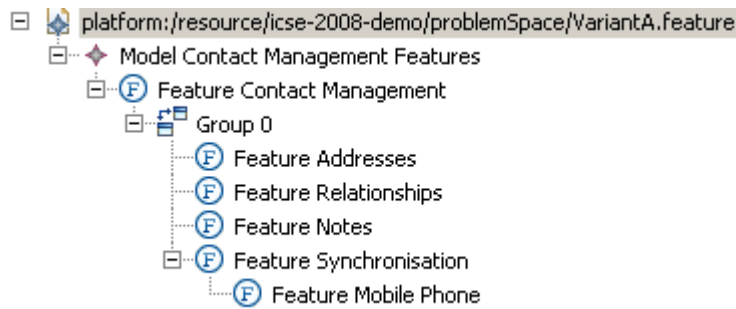 platform:/resource/icse-2008-demo/problemSpace/VariantA.feature
Model Contact Management Features
F Feature Contact Management
Group 0
F Feature Addresses
F Feature Relationships
F Feature Notes
F Feature Synchronisation
F Feature Mobile Phone